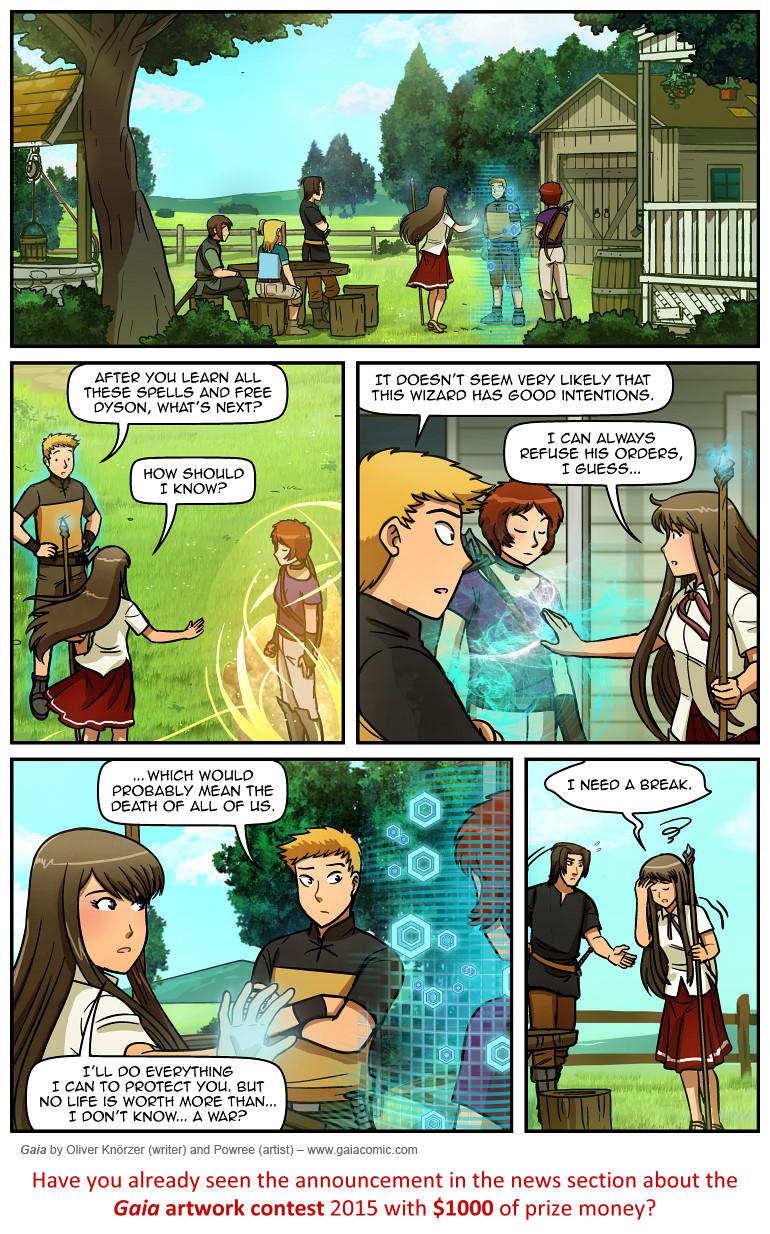 AFTER YOU LEARN ALL
THESE SPELLS AND FREE
DYSON, WHAT'S NEXT?
HOW SHOULD
I KNOW?
IT DOESN'T SEEM VERY LIKELY THAT
THIS WIZARD HAS GOOD INTENTIONS.
I CAN ALWAYS
REFUSE HIS ORDERS,
I GUESS...
...WHICH WOULD
PROBABLY MEAN THE
DEATH OF ALL OF US.
I'LL DO EVERYTHING
I CAN TO PROTECT YOU. BUT
NO LIFE IS WORTH MORE THAN...
I DON'T KNOW... A WAR?
I NEED A BREAK.
Gaia by Oliver Knörzer (writer) and Powree (artist) – www.gaiacomic.com
Have you already seen the announcement in the news section about the
Gaia artwork contest 2015 with $1000 of prize money?